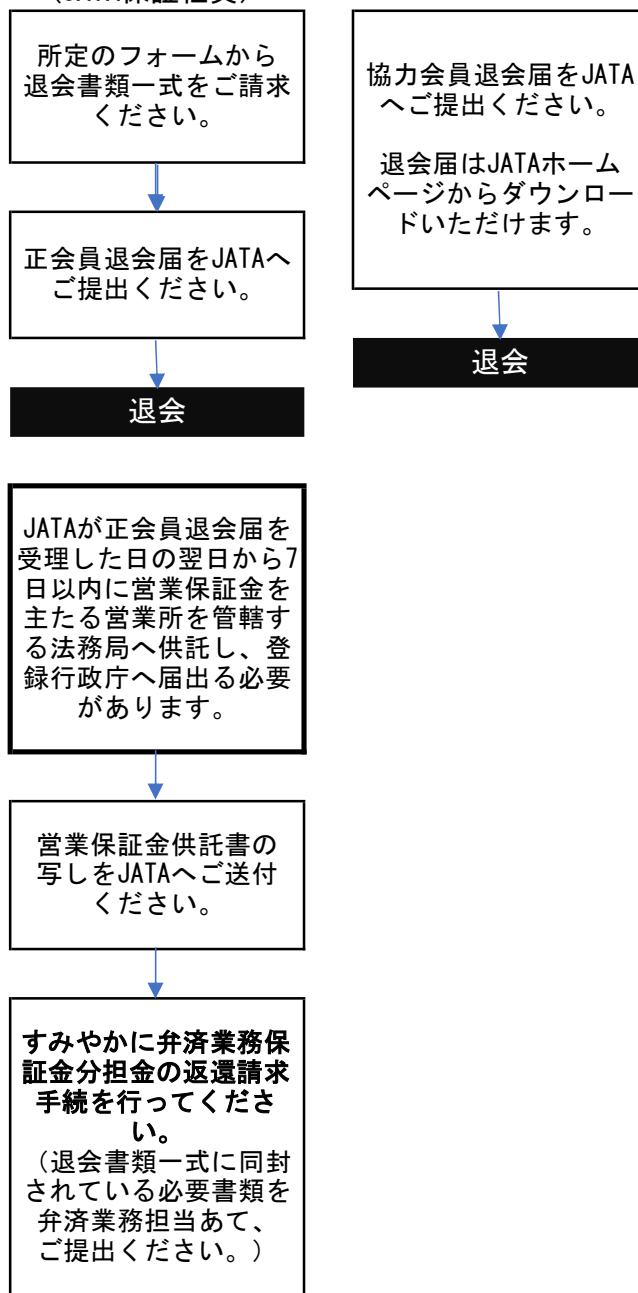 所定のフォームから
退会書類一式をご請求
ください。
正会員退会届をJATAへ
ご提出ください。
退会
JATAが正会員退会届を
受理した日の翌日から7
日以内に営業保証金を
主たる営業所を管轄す
る法務局へ供託し、登
録行政庁へ届出る必要
があります。
営業保証金供託書の
写しをJATAへご送付
ください。
すみやかに弁済業務保
証金分担金の返還請求
手続を行ってくださ
い。
（退会書類一式に同封
されている必要書類を
弁済業務担当あて、
ご提出ください。）
協力会員退会届をJATA
へご提出ください。
退会届はJATAホーム
ページからダウンロー
ドいただけます。
退会